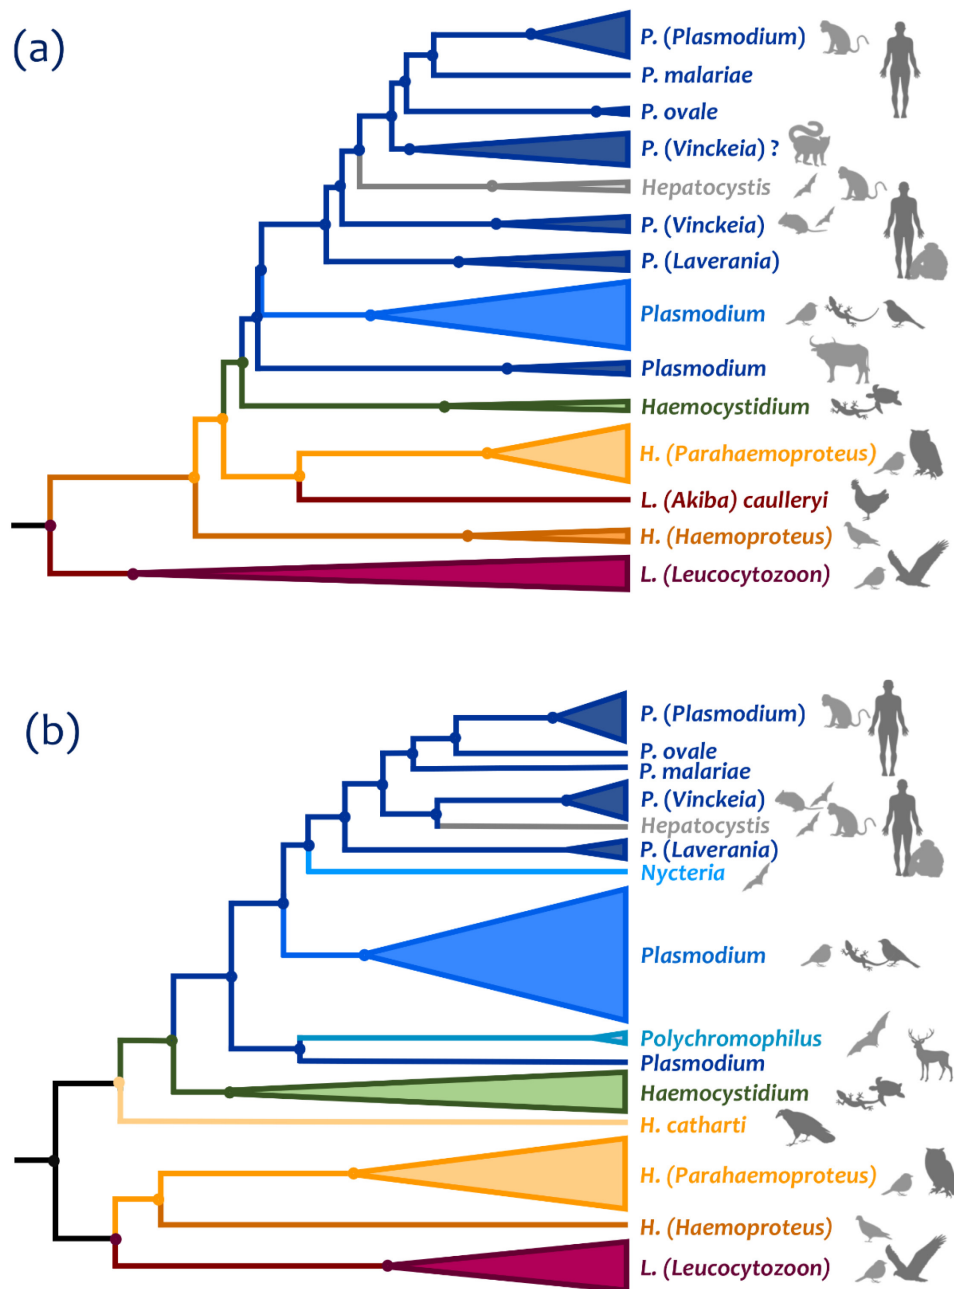 (a)
P. (Plasmodium)
P. malariae
P. ovale
P. (Vinckeia) ?
Hepatocystis
P. (Vinckeia)
P. (Laverania)
Plasmodium
Plasmodium
Haemocystidium
H. (Parahaemoproteus)
L. (Akiba) caulleryi
H. (Haemoproteus)
L. (Leucocytozoon)
(b)
P. (Plasmodium)
P. ovale
P. malariae
P. (Vinckeia)
Hepatocystis
P. (Laverania)
Nycteria
Plasmodium
Polychromophilus
Plasmodium
Haemocystidium
H. catharti
H. (Parahaemoproteus)
H. (Haemoproteus)
L. (Leucocytozoon)